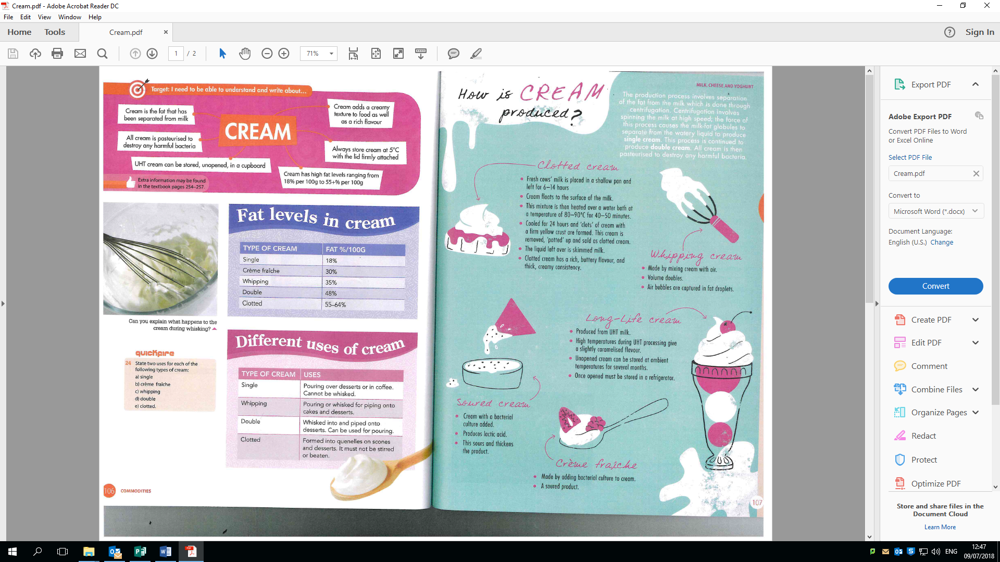 Cream.pdf - Adobe Acrobat Reader DC
File Edit View Window Help
Home Tools Cream.pdf × Sign In
1 / 2 71%
Target: I need to be able to understand and write about...
CREAM
Cream is the fat that has
been separated from milk
All cream is pasteurised to
destroy any harmful bacteria
UHT cream can be stored, unopened, in a cupboard
Cream adds a creamy
texture to food as well
as a rich flavour
Always store cream at 5°C
with the lid firmly attached
Cream has high fat levels ranging from
18% per 100g to 55+% per 100g
Extra information may be found
in the textbook pages 254–257.
Can you explain what happens to the
cream during whisking?
quickfire
24 State two uses for each of the
following types of cream:
a) single
b) crème fraîche
c) whipping
d) double
e) clotted.
Fat levels in cream
TYPE OF CREAM FAT %/100G
Single 18%
Crème fraîche 30%
Whipping 35%
Double 48%
Clotted 55–64%
Different uses of cream
TYPE OF CREAM USES
Single Pouring over desserts or in coffee.
Cannot be whisked.
Whipping Pouring or whisked for piping onto
cakes and desserts.
Double Whisked into and piped onto
desserts. Can be used for pouring.
Clotted Formed into quenelles on scones
and desserts. It must not be stirred
or beaten.
106 COMMODITIES
MILK, CHEESE AND YOGHURT
How is CREAM
produced?
The production process involves separation
of the fat from the milk which is done through
centrifugation. Centrifugation involves
spinning the milk at high speed; the force of
this process causes the milk-fat globules to
separate from the watery liquid to produce
single cream. This process is continued to
produce double cream. All cream is then
pasteurised to destroy any harmful bacteria.
Clotted cream
• Fresh cows' milk is placed in a shallow pan and
left for 6–14 hours
• Cream floats to the surface of the milk.
• This mixture is then heated over a water bath at
a temperature of 80–90°C for 40–50 minutes.
• Cooled for 24 hours and 'clots' of cream with
a firm yellow crust are formed. This cream is
removed, 'potted' up and sold as clotted cream.
• The liquid left over is skimmed milk.
• Clotted cream has a rich, buttery flavour, and
thick, creamy consistency.
Whipping cream
• Made by mixing cream with air.
• Volume doubles.
• Air bubbles are captured in fat droplets.
Long-Life cream
• Produced from UHT milk.
• High temperatures during UHT processing give
a slightly caramelised flavour.
• Unopened cream can be stored at ambient
temperatures for several months.
• Once opened must be stored in a refrigerator.
Soured cream
• Cream with a bacterial
culture added.
• Produces lactic acid.
• This sours and thickens
the product.
Crème fraîche
• Made by adding bacterial culture to cream.
• A soured product.
107
Export PDF
Adobe Export PDF
Convert PDF Files to Word
or Excel Online
Select PDF File
Cream.pdf
Convert to
Microsoft Word (*.docx)
Document Language:
English (U.S.) Change
Convert
Create PDF
Edit PDF
Comment
Combine Files
Organize Pages
Redact
Protect
Optimize PDF
Store and share files in the
Document Cloud
Learn More
ENG
12:47
09/07/2018